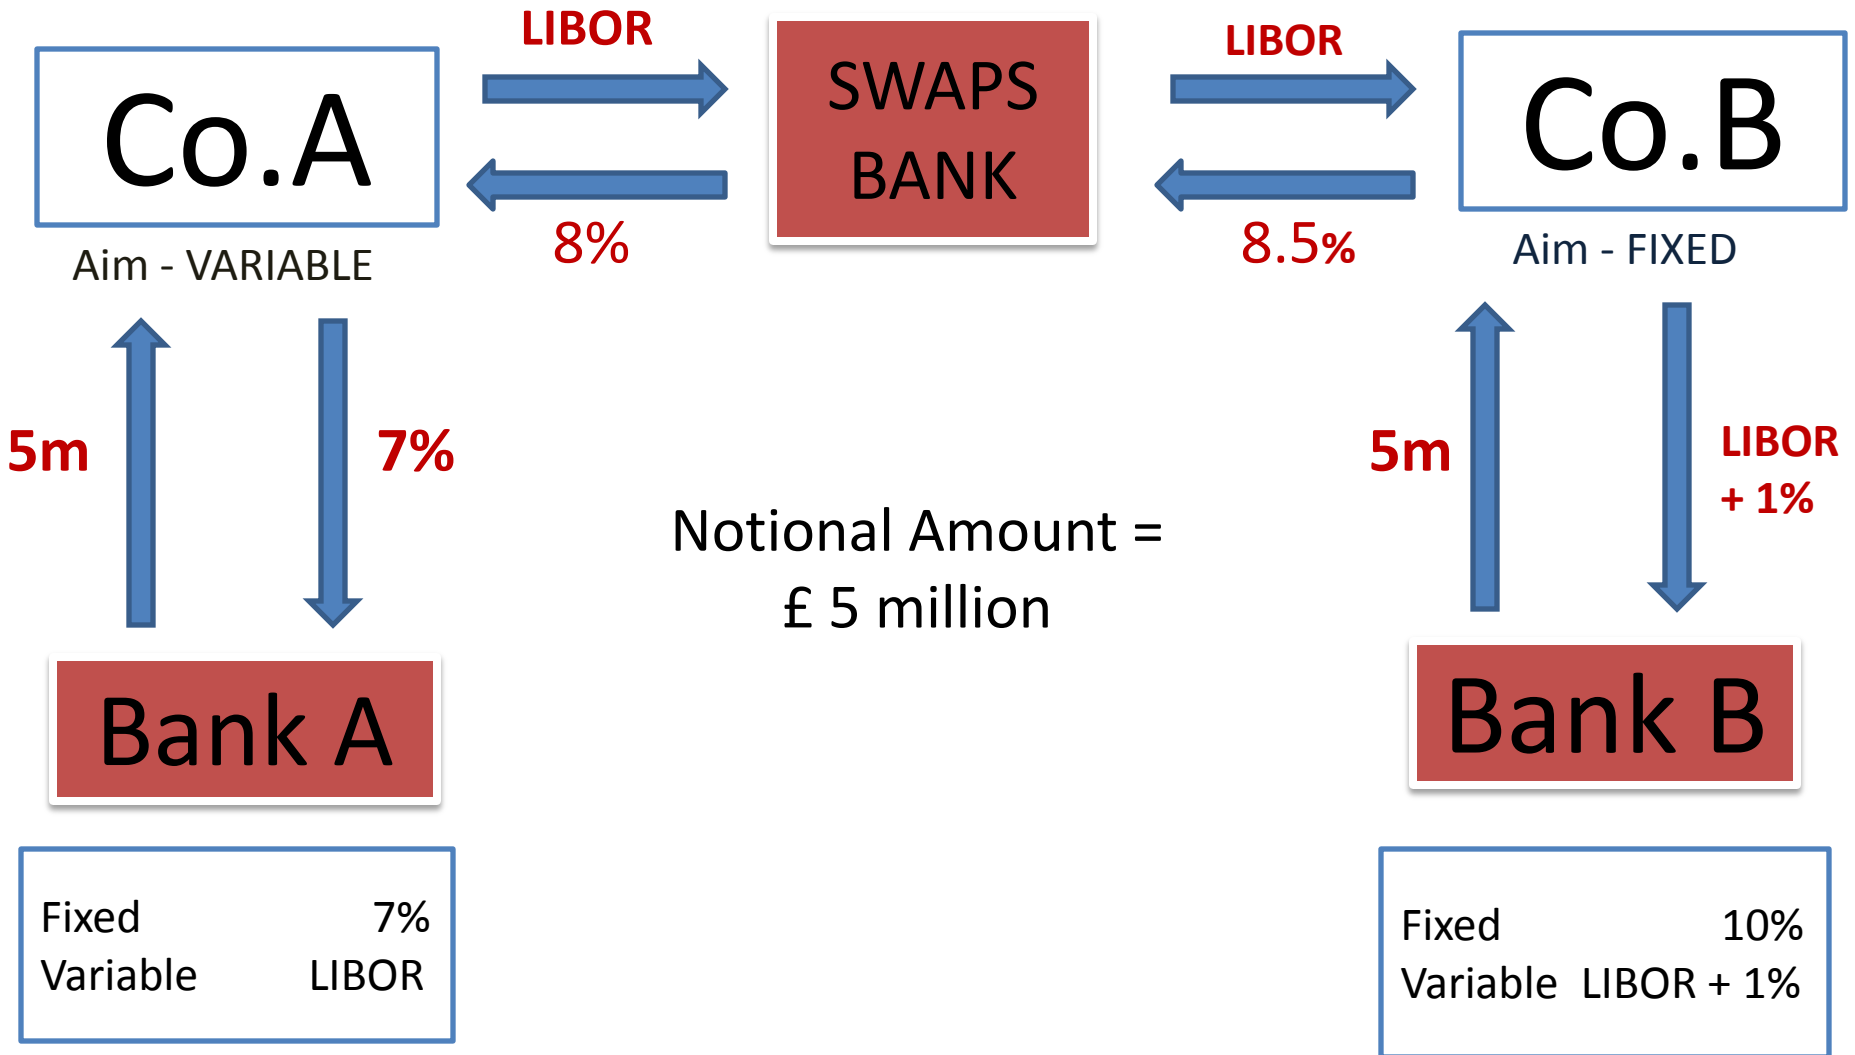 LIBOR
LIBOR
Co.A
SWAPS
BANK
Co.B
8%
8.5%
Aim - VARIABLE
Aim - FIXED
5m
7%
5m
LIBOR
+ 1%
Notional Amount =
£ 5 million
Bank A
Bank B
Fixed 7%
Variable LIBOR
Fixed 10%
Variable LIBOR + 1%